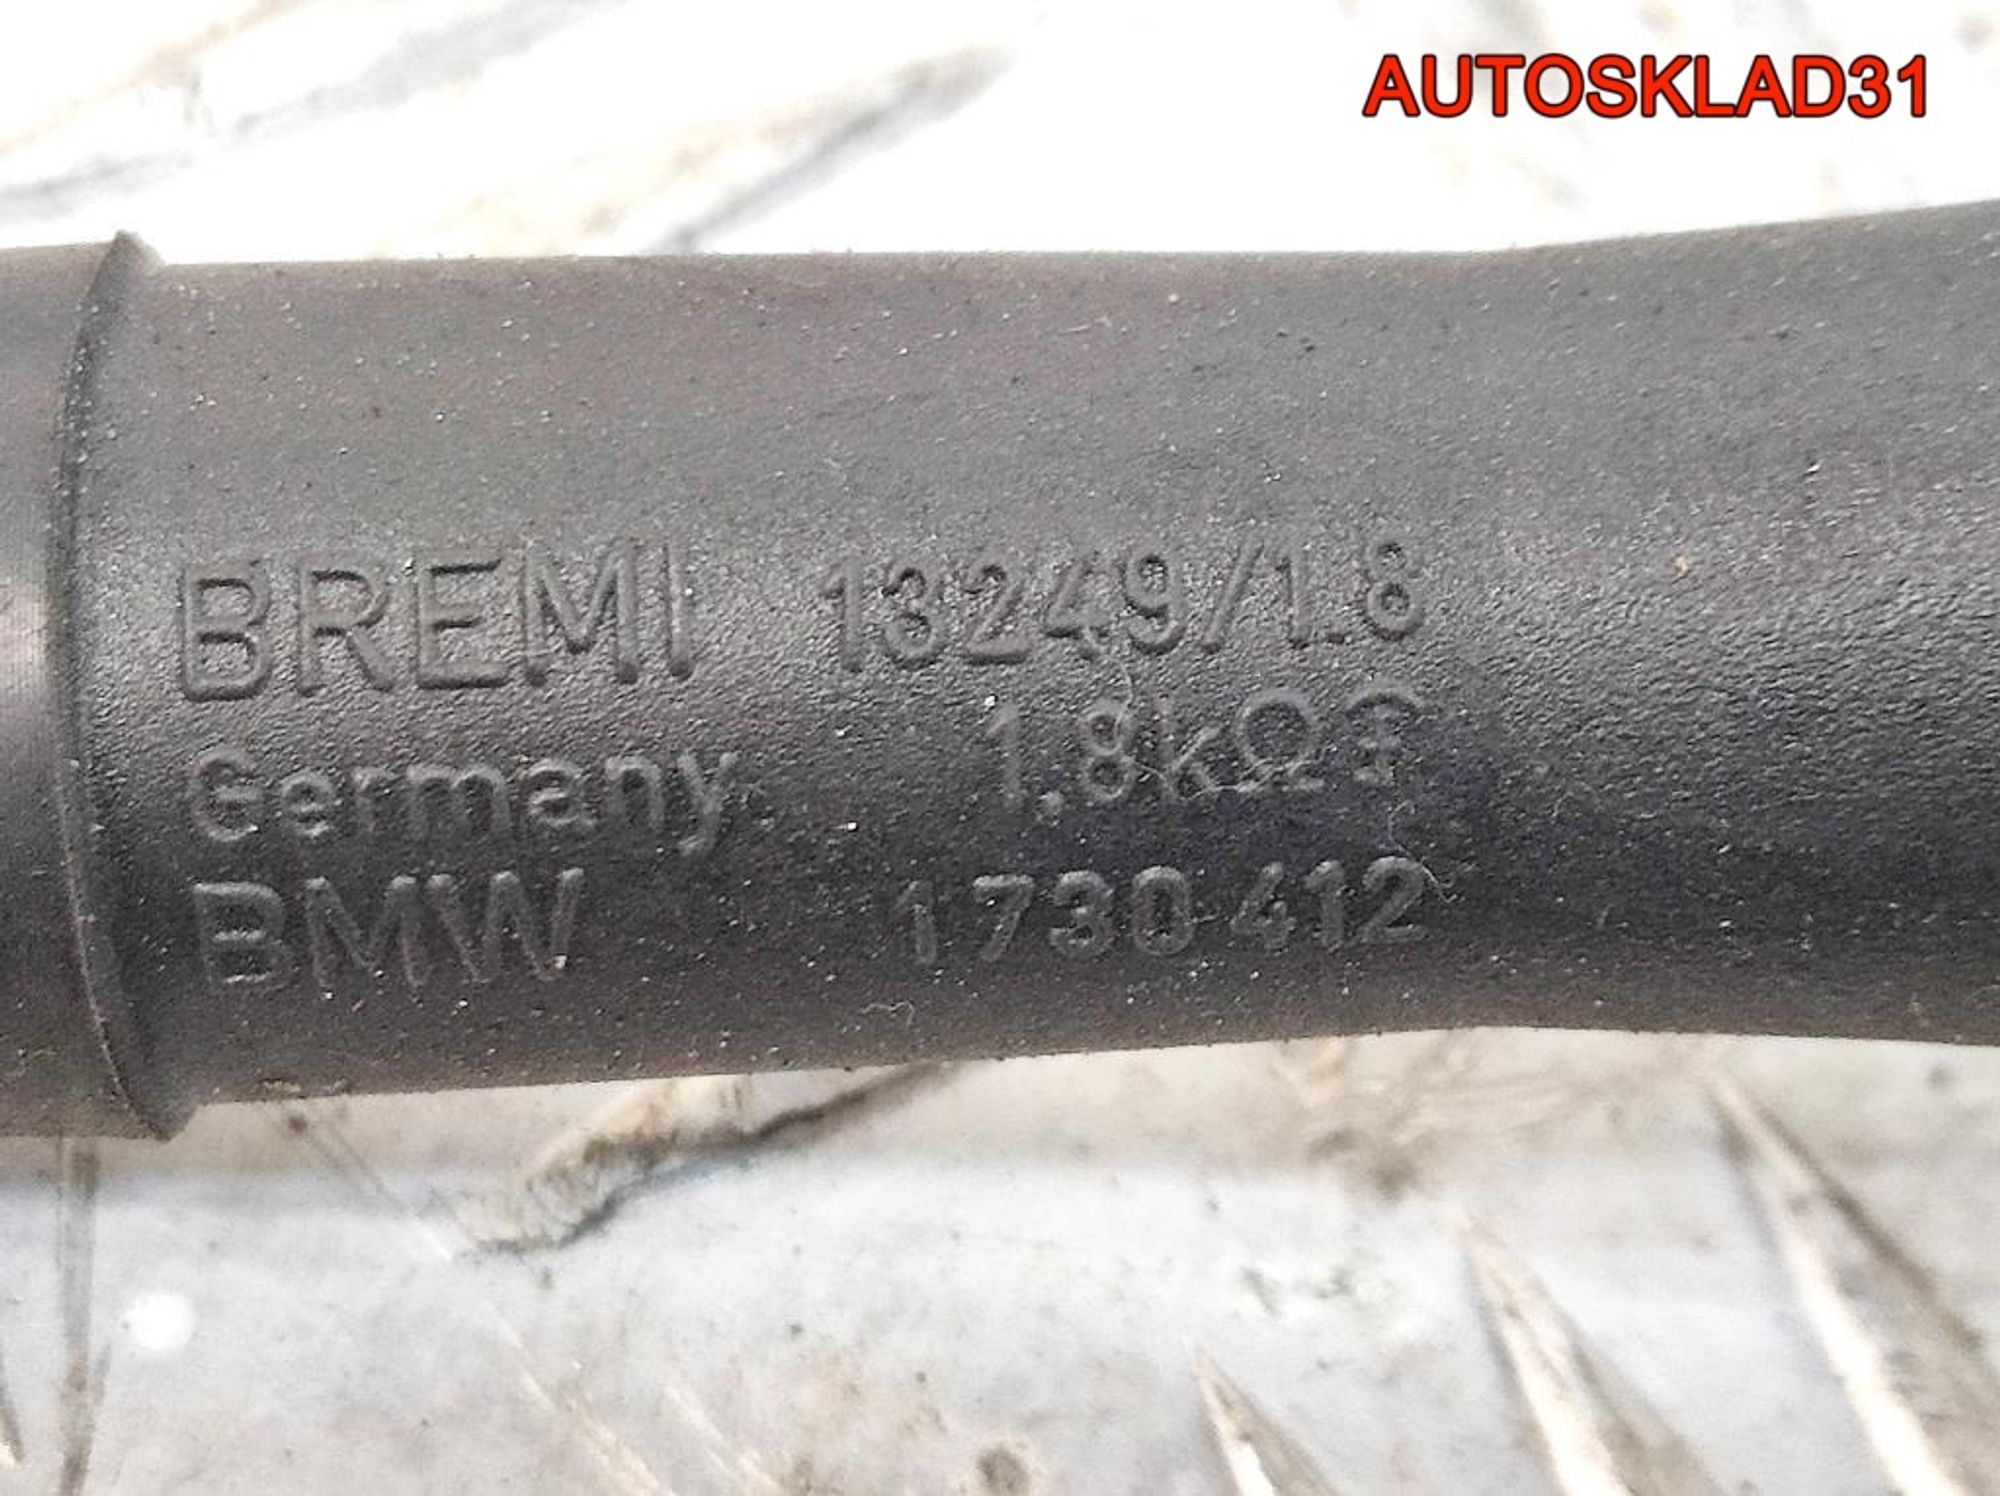 AUTOSKLAD31
BREMI 13249/1.8
Germany 1,8kΩ
BMW 1730412